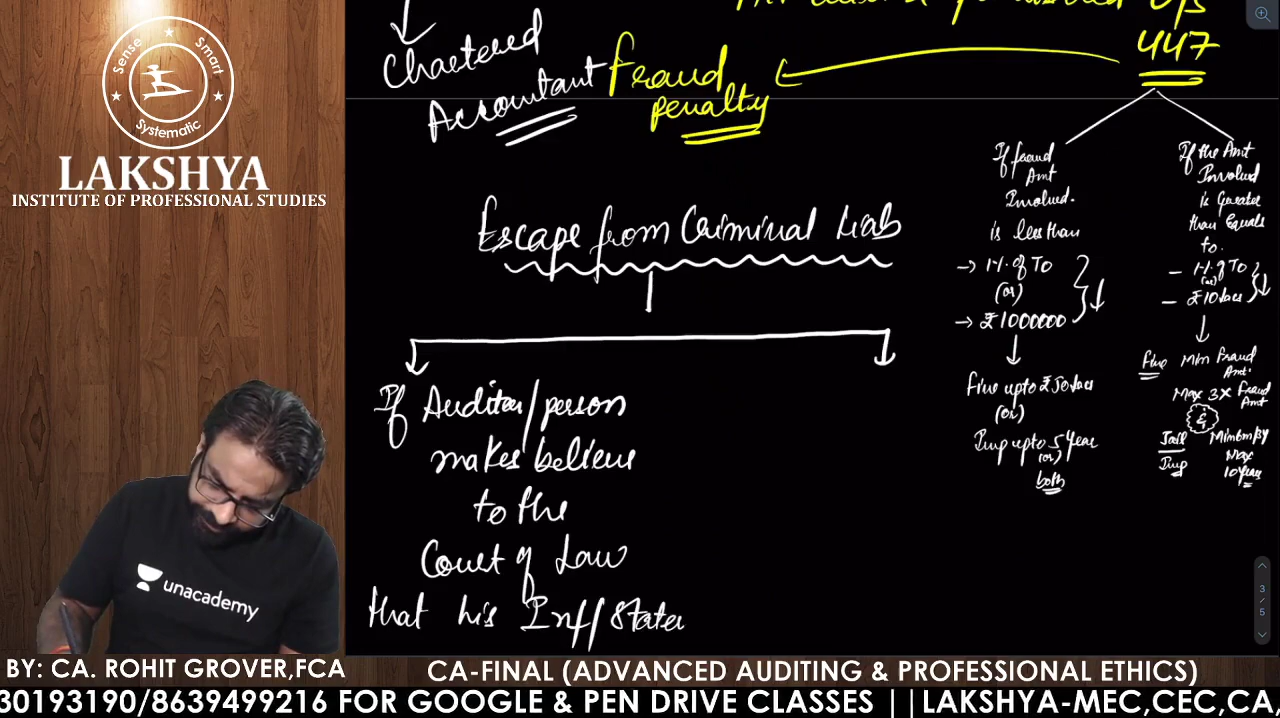 Sense
Smart
Systematic
LAKSHYA
INSTITUTE OF PROFESSIONAL STUDIES
unacademy
Chartered
Accountant
fraud
penalty
u/s
447
Escape from Criminal Liab
If Auditor/person
makes believe
to the
Court of Law
that his Inf/State
If fraud
Amt
Involved.
is less than
→ 1% of TO
(or)
→ ₹1000000
Fine upto ₹50 lacs
(or)
Imp upto 5 year
(or)
both
If the Amt
Involved
is Greater
than Equals
to.
- 1% of TO
(or)
- ₹10 lacs
Fine Min Fraud
Amt.
Max 3X Fraud
Amt
&
Jail
Imp
Max
10 year
3
/
5
BY: CA. ROHIT GROVER,FCA
CA-FINAL (ADVANCED AUDITING & PROFESSIONAL ETHICS)
30193190/8639499216 FOR GOOGLE & PEN DRIVE CLASSES ||LAKSHYA-MEC,CEC,CA,